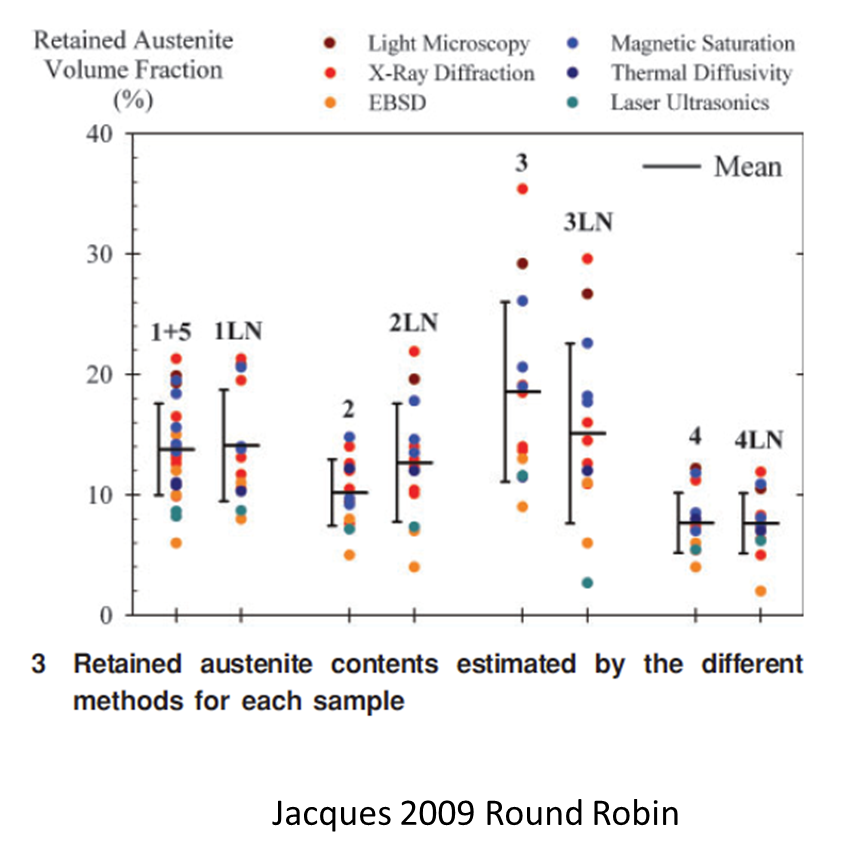 Retained Austenite
Volume Fraction
(%)
Light Microscopy
X-Ray Diffraction
EBSD
Magnetic Saturation
Thermal Diffusivity
Laser Ultrasonics
40
30
20
10
0
Mean
1+5
1LN
2
2LN
3
3LN
4
4LN
3 Retained austenite contents estimated by the different
methods for each sample
Jacques 2009 Round Robin